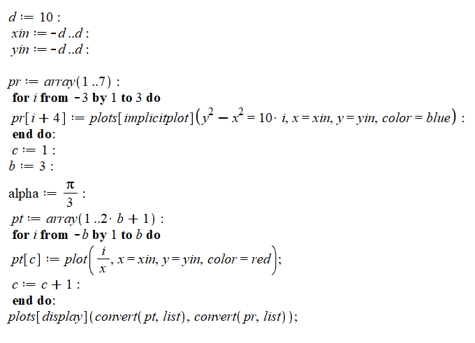 d := 10 :
xin := -d..d :
yin := -d..d :
pr := array(1..7) :
for i from -3 by 1 to 3 do
pr[i + 4] := plots[implicitplot](y² - x² = 10· i, x = xin, y = yin, color = blue) :
end do:
c := 1 :
b := 3 :
alpha := π/3 :
pt := array(1..2· b + 1) :
for i from -b by 1 to b do
pt[c] := plot(i/x, x = xin, y = yin, color = red);
c := c + 1 :
end do:
plots[display](convert(pt, list), convert(pr, list));